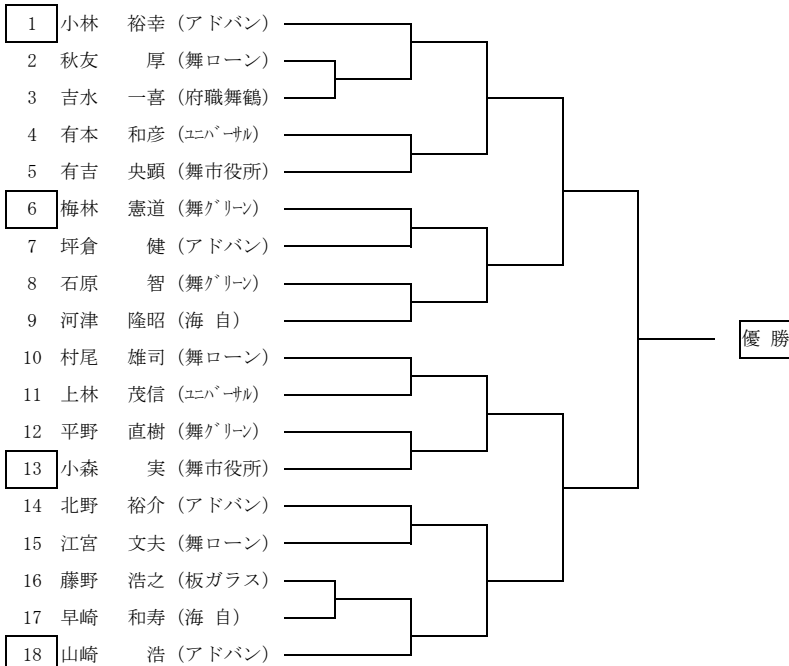 1 小林 裕幸 (アドバン)
2 秋友 厚 (舞ローン)
3 吉水 一喜 (府職舞鶴)
4 有本 和彦 (ﾕﾆﾊﾞｰｻﾙ)
5 有吉 央顕 (舞市役所)
6 梅林 憲道 (舞ｸﾞﾘｰﾝ)
7 坪倉 健 (アドバン)
8 石原 智 (舞ｸﾞﾘｰﾝ)
9 河津 隆昭 (海 自)
優 勝
10 村尾 雄司 (舞ローン)
11 上林 茂信 (ﾕﾆﾊﾞｰｻﾙ)
12 平野 直樹 (舞ｸﾞﾘｰﾝ)
13 小森 実 (舞市役所)
14 北野 裕介 (アドバン)
15 江宮 文夫 (舞ローン)
16 藤野 浩之 (板ガラス)
17 早崎 和寿 (海 自)
18 山崎 浩 (アドバン)